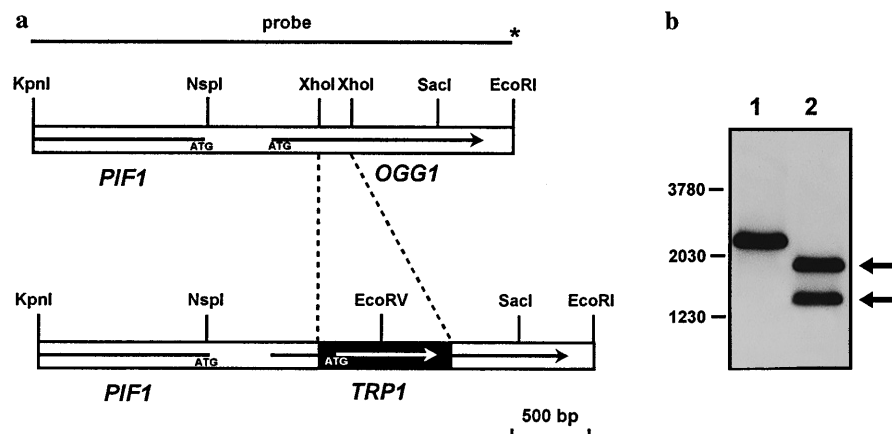 a
b
probe
*
KpnI NspI XhoI XhoI SacI EcoRI
ATG ATG
PIF1 OGG1
KpnI NspI EcoRV SacI EcoRI
ATG ATG
PIF1 TRP1
500 bp
1 2
3780
2030
1230